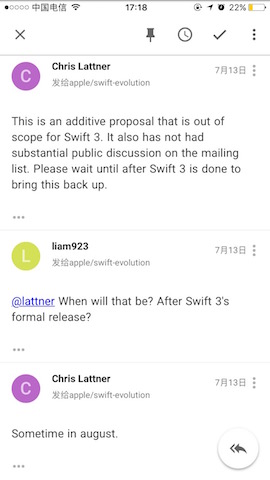 中国电信
17:18
22%
Chris Lattner
7月13日
C
发给apple/swift-evolution
This is an additive proposal that is out of
scope for Swift 3. It also has not had
substantial public discussion on the mailing
list. Please wait until after Swift 3 is done to
bring this back up.
liam923
7月13日
L
发给apple/swift-evolution
@lattner When will that be? After Swift 3's
formal release?
Chris Lattner
7月13日
C
发给apple/swift-evolution
Sometime in august.